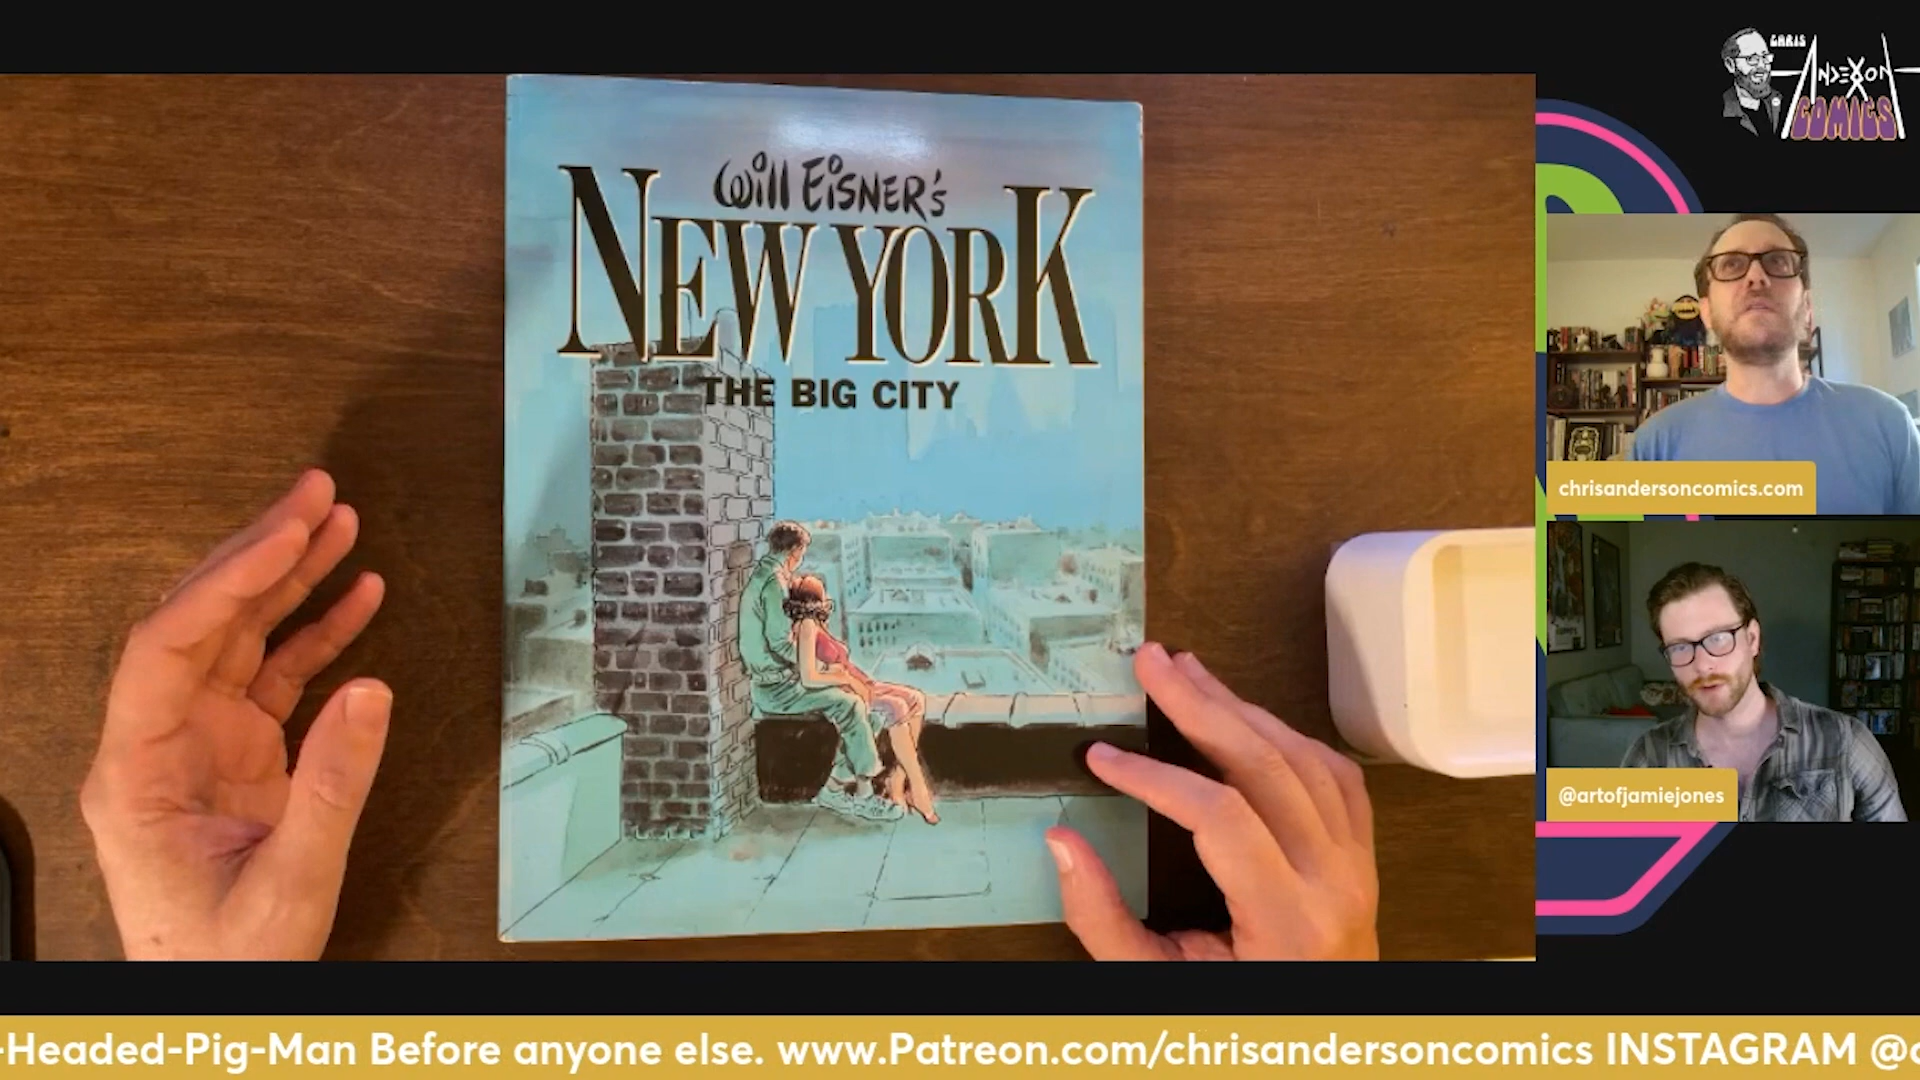 CHRIS
ANDERSON
COMICS
Will EiSNER'S
NEW YORK
THE BIG CITY
chrisandersoncomics.com
@artofjamiejones
-Headed-Pig-Man Before anyone else. www.Patreon.com/chrisandersoncomics INSTAGRAM @c